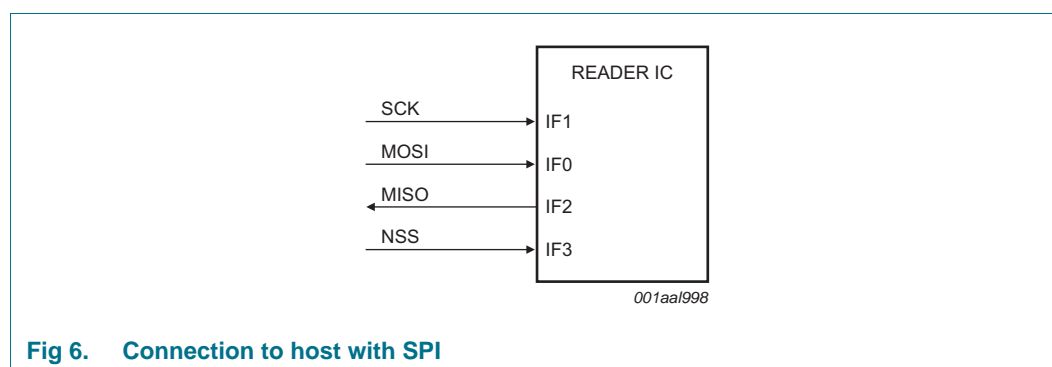 READER IC
SCK IF1
MOSI IF0
MISO IF2
NSS IF3
001aal998
Fig 6. Connection to host with SPI